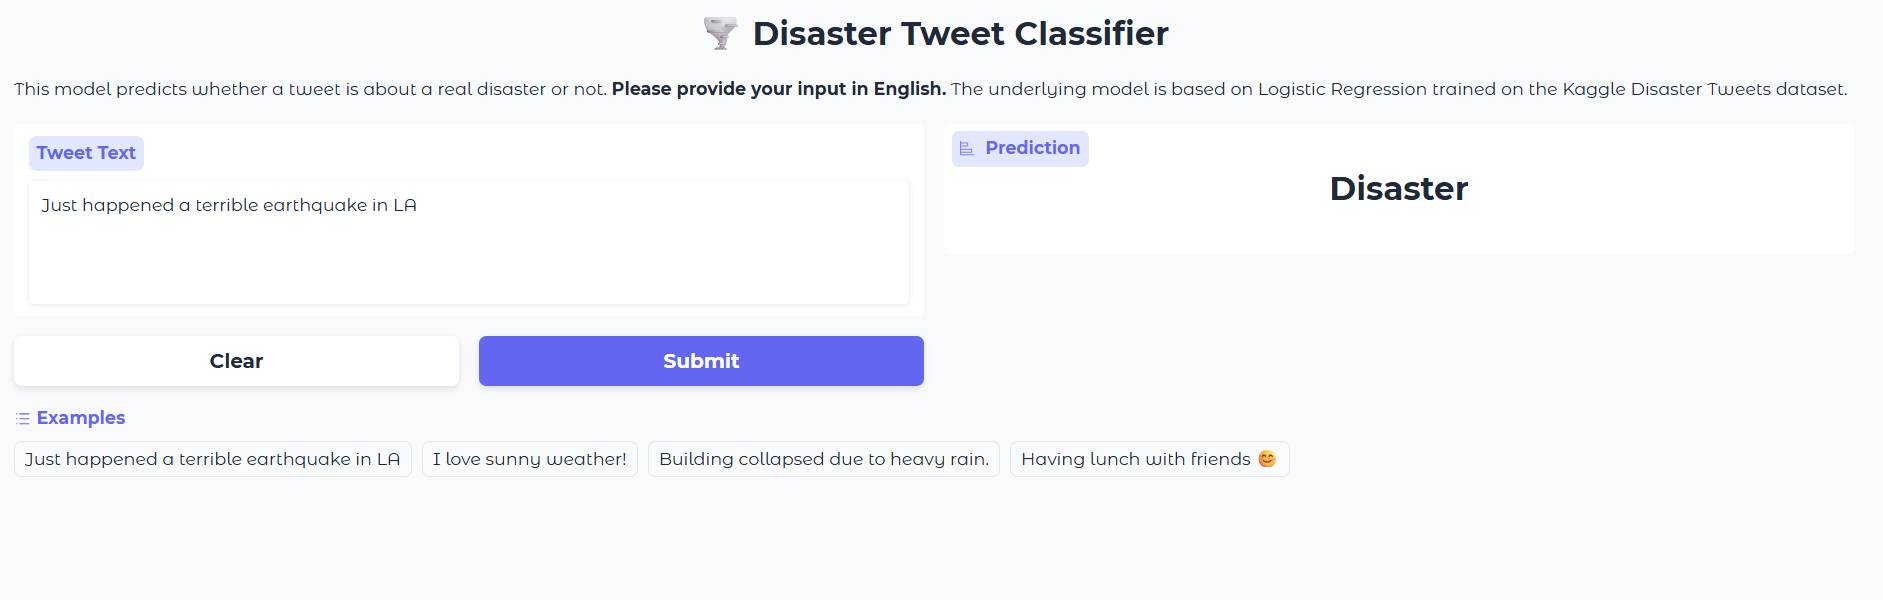 Disaster Tweet Classifier
This model predicts whether a tweet is about a real disaster or not. Please provide your input in English. The underlying model is based on Logistic Regression trained on the Kaggle Disaster Tweets dataset.
Tweet Text
Just happened a terrible earthquake in LA
Prediction
Disaster
Clear
Submit
Examples
Just happened a terrible earthquake in LA
I love sunny weather!
Building collapsed due to heavy rain.
Having lunch with friends 😊